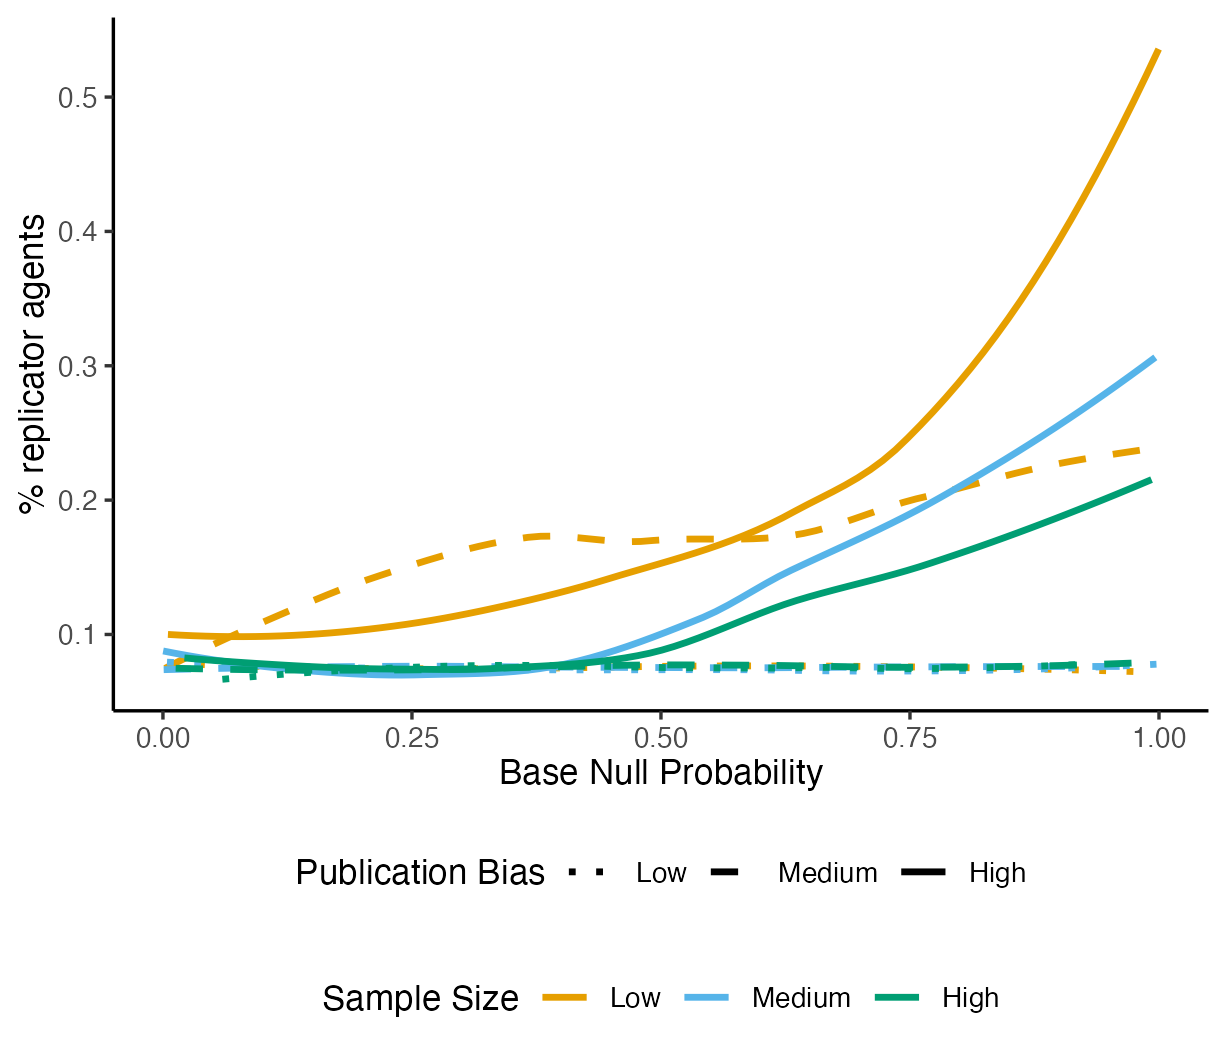 % replicator agents
0.5
0.4
0.3
0.2
0.1
0.00 0.25 0.50 0.75 1.00
Base Null Probability
Publication Bias Low Medium High
Sample Size Low Medium High